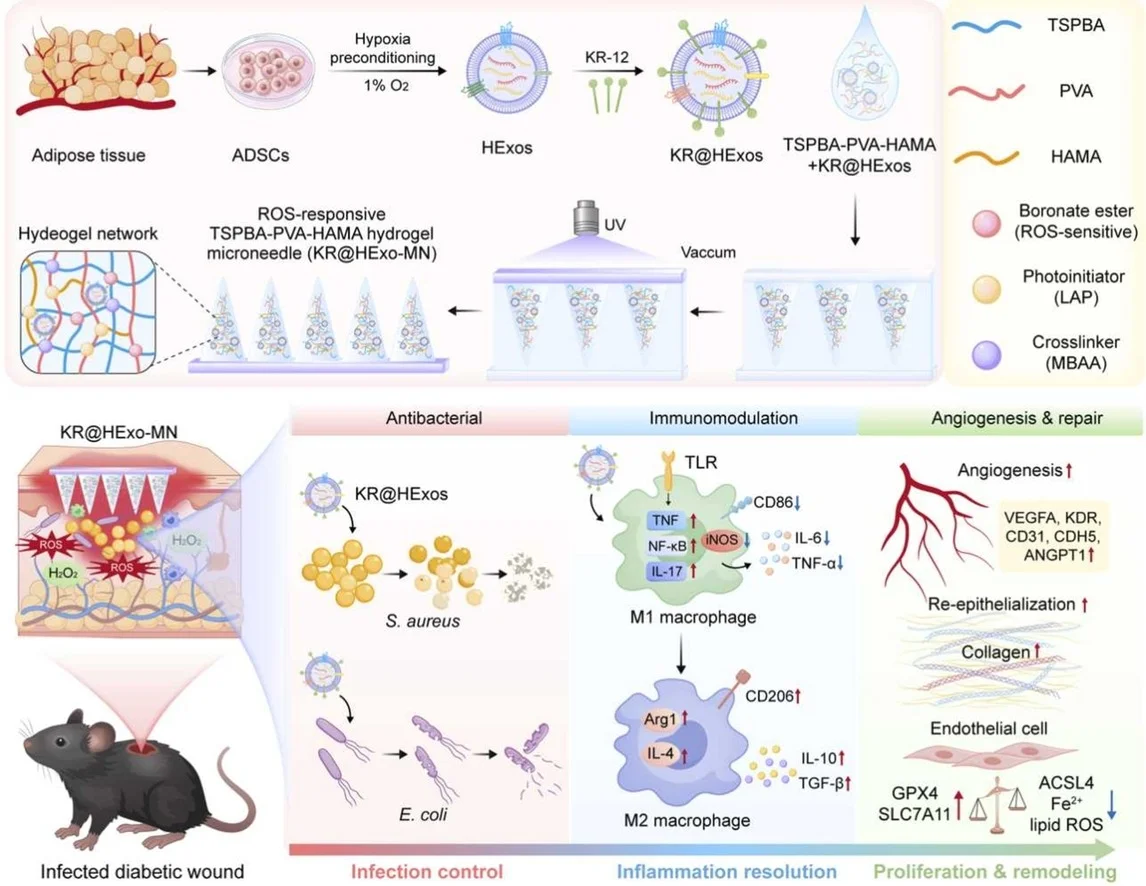 Hypoxia
preconditioning
1% O₂
KR-12
Adipose tissue
ADSCs
HExos
KR@HExos
TSPBA-PVA-HAMA
+KR@HExos
TSPBA
PVA
HAMA
Boronate ester
(ROS-sensitive)
Photoinitiator
(LAP)
Crosslinker
(MBAA)
Hydeogel network
ROS-responsive
TSPBA-PVA-HAMA hydrogel
microneedle (KR@HExo-MN)
UV
Vaccum
KR@HExo-MN
ROS
H₂O₂
ROS
H₂O₂
Infected diabetic wound
Antibacterial
KR@HExos
S. aureus
E. coli
Infection control
Immunomodulation
TLR
TNF
NF-κB
IL-17
iNOS
CD86
IL-6
TNF-α
M1 macrophage
CD206
Arg1
IL-4
IL-10
TGF-β
M2 macrophage
Inflammation resolution
Angiogenesis & repair
Angiogenesis
VEGFA, KDR,
CD31, CDH5,
ANGPT1
Re-epithelialization
Collagen
Endothelial cell
GPX4
SLC7A11
ACSL4
Fe²⁺
lipid ROS
Proliferation & remodeling